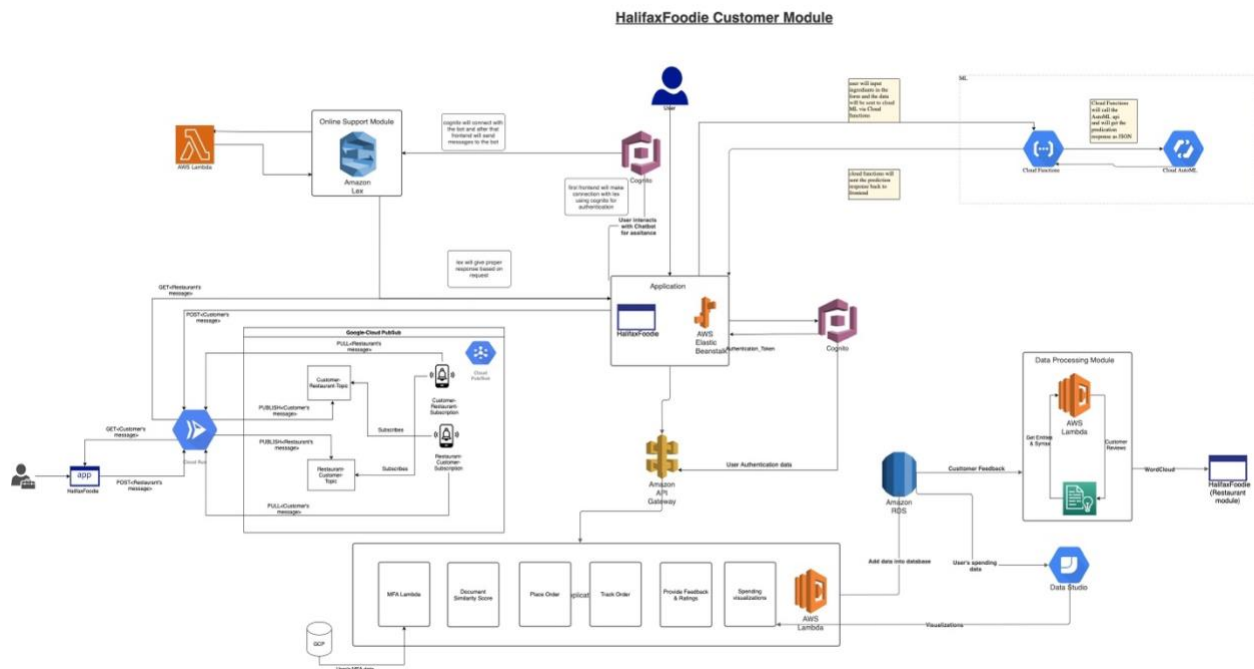 HalifaxFoodie Customer Module
User
user will input
ingredients in the
form and the data
will be sent to cloud
ML via Cloud
functions
ML
Cloud Functions
will call the
AutoML api
and will get the
predication
response as JSON
Cloud Functions
Cloud AutoML
cloud functions will
sent the prediction
response back to
frontend
Online Support Module
Amazon
Lex
AWS Lambda
cognito will connect
with the bot and after that
frontend will send
messages to the bot
Cognito
first frontend will make
connection with lex
using cognito for
authentication
User interacts
with Chatbot
for assitance
lex will give proper
response based on
request
GET<Restaurant's
message>
POST<Customer's
message>
Application
HalifaxFoodie
AWS
Elastic
Beanstalk
Authentication_Token
Cognito
Google-Cloud PubSub
PULL<Restaurant's
message>
Cloud
Pub/Sub
Customer-
Restaurant-Topic
Customer-
Restaurant-
Subscription
PUBLISH<Customer's
message>
Subscribes
PUBLISH<Restaurant's
message>
Restaurant-
Customer-
Subscription
Subscribes
Restaurant-
Customer-
Topic
PULL<Customer's
message>
GET<Customer's
message>
Cloud Run
app
HalifaxFoodie
POST<Restaurant's
message>
Amazon
API
Gateway
User Authentication data
Amazon
RDS
Customer Feedback
Data Processing Module
AWS
Lambda
Get Entities
& Syntax
Customer
Reviews
WordCloud
HalifaxFoodie
(Restaurant
module)
Add data into database
User's spending
data
Data Studio
Visualizations
MFA Lambda
Document
Similarity Score
Place Order
Track Order
Provide Feedback
& Ratings
Spending
visualizations
AWS
Lambda
GCP